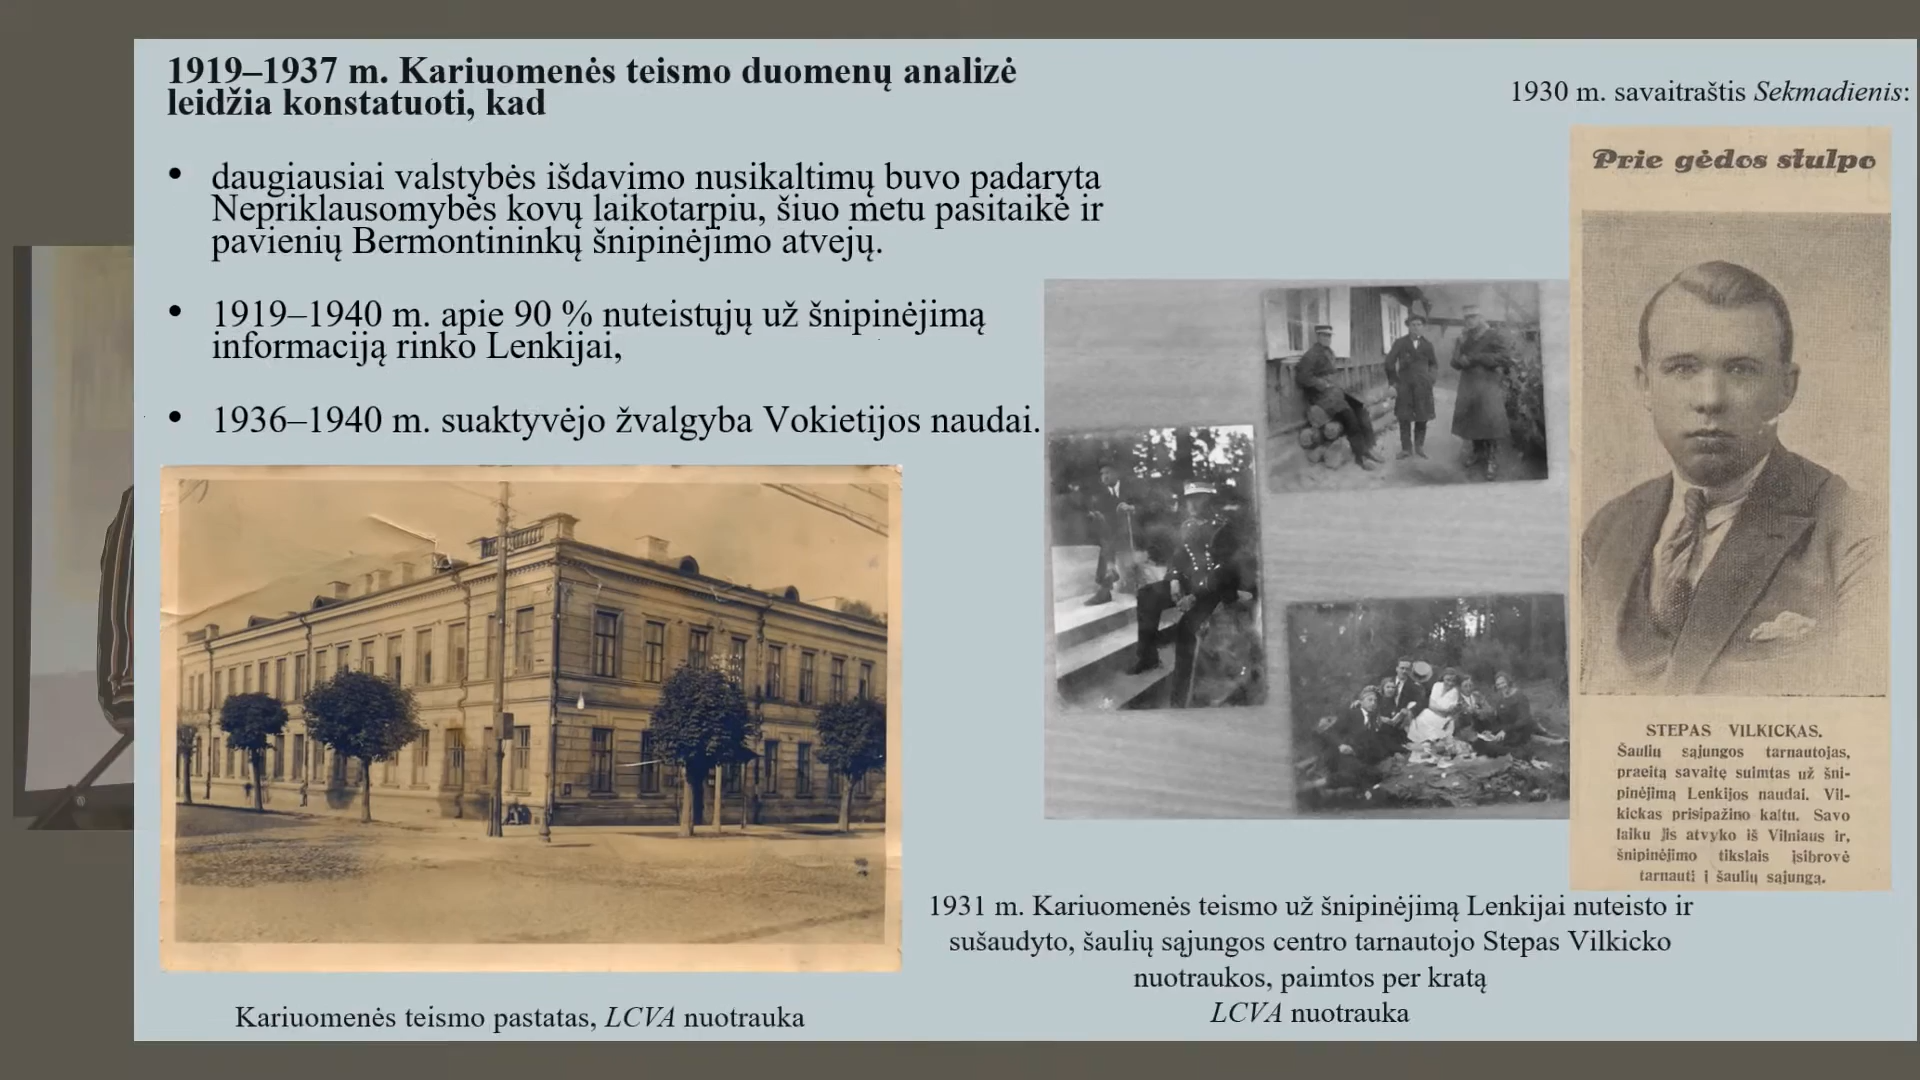 1919–1937 m. Kariuomenės teismo duomenų analizė
leidžia konstatuoti, kad
• daugiausiai valstybės išdavimo nusikaltimų buvo padaryta
Nepriklausomybės kovų laikotarpiu, šiuo metu pasitaikė ir
pavienių Bermontininkų šnipinėjimo atvejų.
• 1919–1940 m. apie 90 % nuteistųjų už šnipinėjimą
informaciją rinko Lenkijai,
• 1936–1940 m. suaktyvėjo žvalgyba Vokietijos naudai.
Kariuomenės teismo pastatas, LCVA nuotrauka
1930 m. savaitraštis Sekmadienis:
Prie gėdos stulpo
STEPAS VILKICKAS.
Šaulių sąjungos tarnautojas,
praeitą savaitę suimtas už šni-
pinėjimą Lenkijos naudai. Vil-
kickas prisipažino kaltu. Savo
laiku jis atvyko iš Vilniaus ir,
šnipinėjimo tikslais įsibrovė
tarnauti į šaulių sąjungą.
1931 m. Kariuomenės teismo už šnipinėjimą Lenkijai nuteisto ir
sušaudyto, šaulių sąjungos centro tarnautojo Stepas Vilkicko
nuotraukos, paimtos per kratą
LCVA nuotrauka